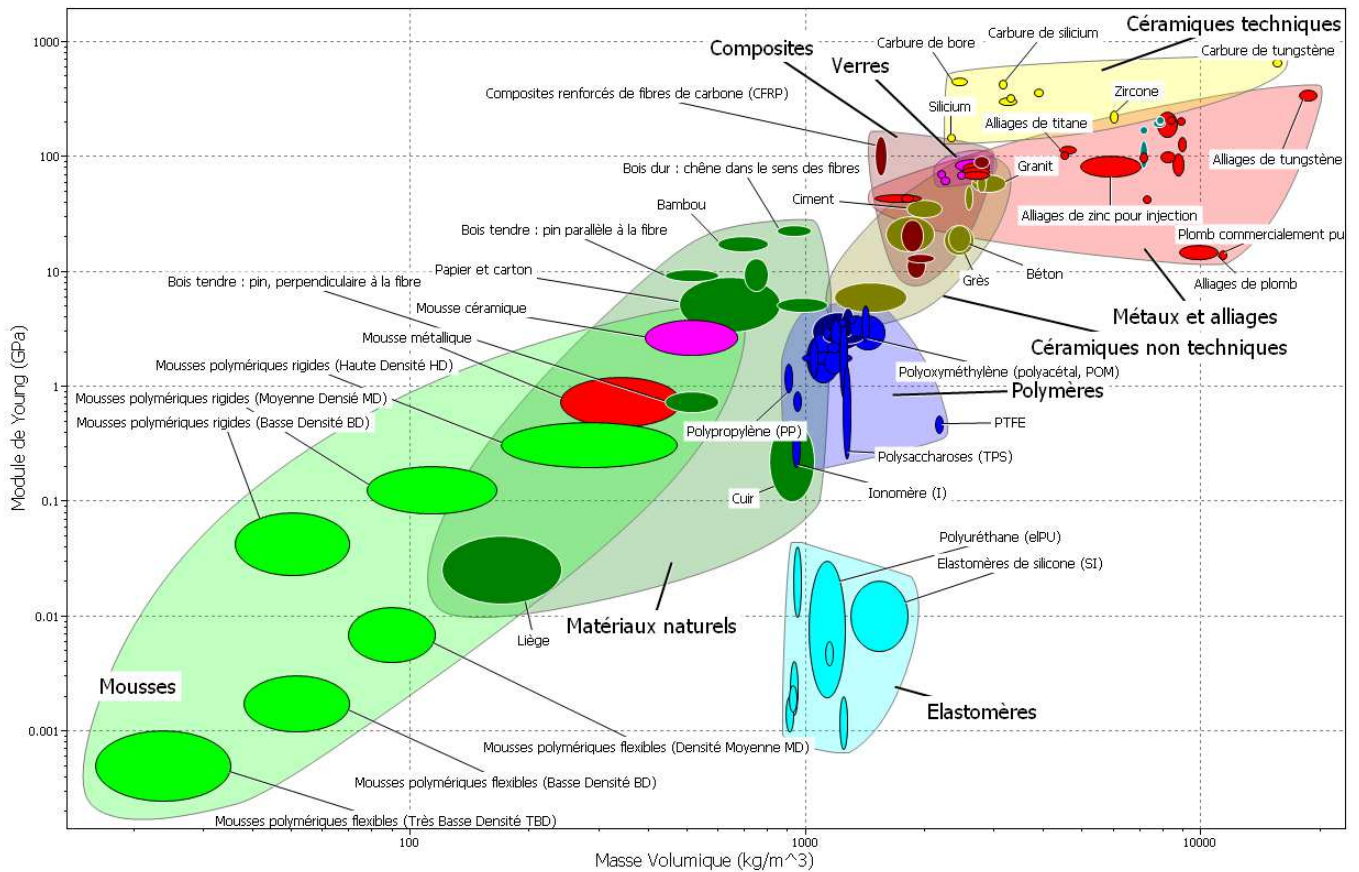 Céramiques techniques
Carbure de silicium
Composites
Carbure de bore
Carbure de tungstène
Verres
Composites renforcés de fibres de carbone (CFRP)
Zircone
Silicium
Alliages de titane
Alliages de tungstène
Bois dur : chêne dans le sens des fibres
Granit
Bambou
Ciment
Alliages de zinc pour injection
Bois tendre : pin parallèle à la fibre
Plomb commercialement pu
Papier et carton
Bois tendre : pin, perpendiculaire à la fibre
Grès
Béton
Alliages de plomb
Mousse céramique
Métaux et alliages
Mousse métallique
Céramiques non techniques
Mousses polymériques rigides (Haute Densité HD)
Polyoxyméthylène (polyacétal, POM)
Polymères
Mousses polymériques rigides (Moyenne Densié MD)
Mousses polymériques rigides (Basse Densité BD)
Polypropylène (PP)
PTFE
Polysaccharoses (TPS)
Cuir
Ionomère (I)
Polyuréthane (elPU)
Elastomères de silicone (SI)
Liège
Matériaux naturels
Mousses
Elastomères
Mousses polymériques flexibles (Densité Moyenne MD)
Mousses polymériques flexibles (Basse Densité BD)
Mousses polymériques flexibles (Très Basse Densité TBD)
Module de Young (GPa)
1000
100
10
1
0.1
0.01
0.001
100
1000
10000
Masse Volumique (kg/m^3)